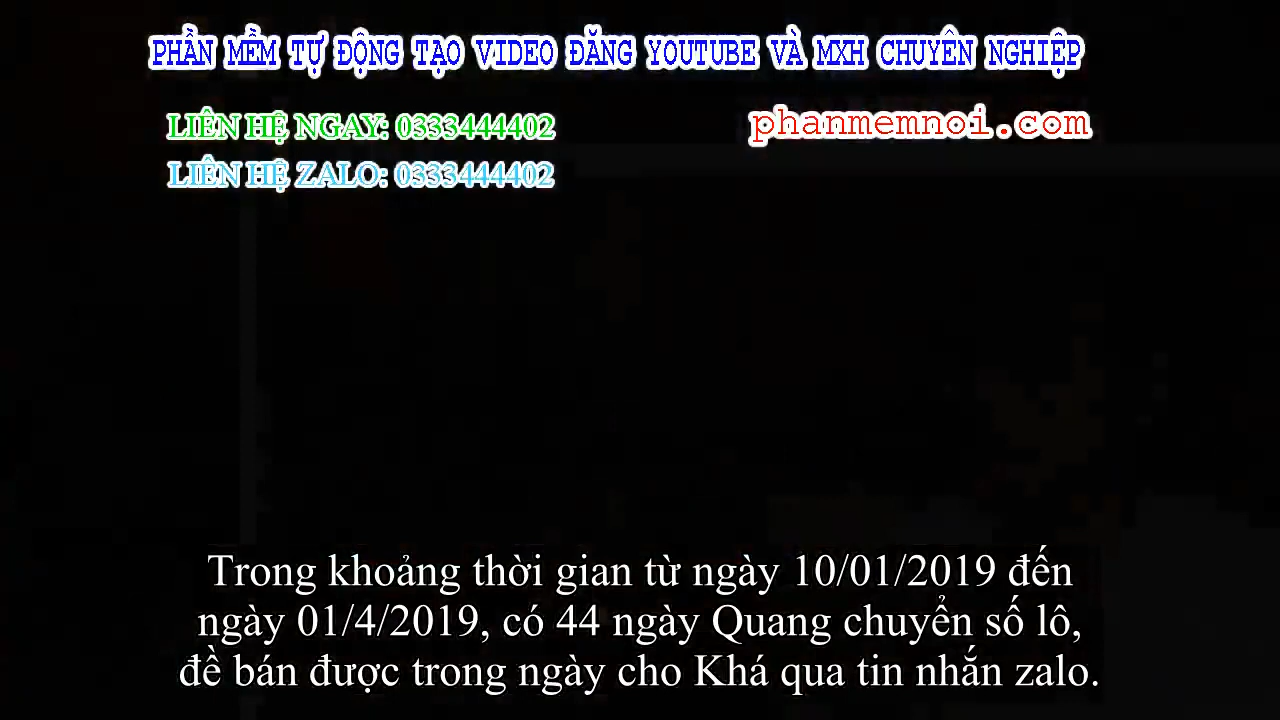 PHẦN MỀM TỰ ĐỘNG TẠO VIDEO ĐĂNG YOUTUBE VÀ MXH CHUYÊN NGHIỆP
LIÊN HỆ NGAY: 0333444402
phanmemnoi.com
LIÊN HỆ ZALO: 0333444402
Trong khoảng thời gian từ ngày 10/01/2019 đến
ngày 01/4/2019, có 44 ngày Quang chuyển số lô,
đề bán được trong ngày cho Khá qua tin nhắn zalo.